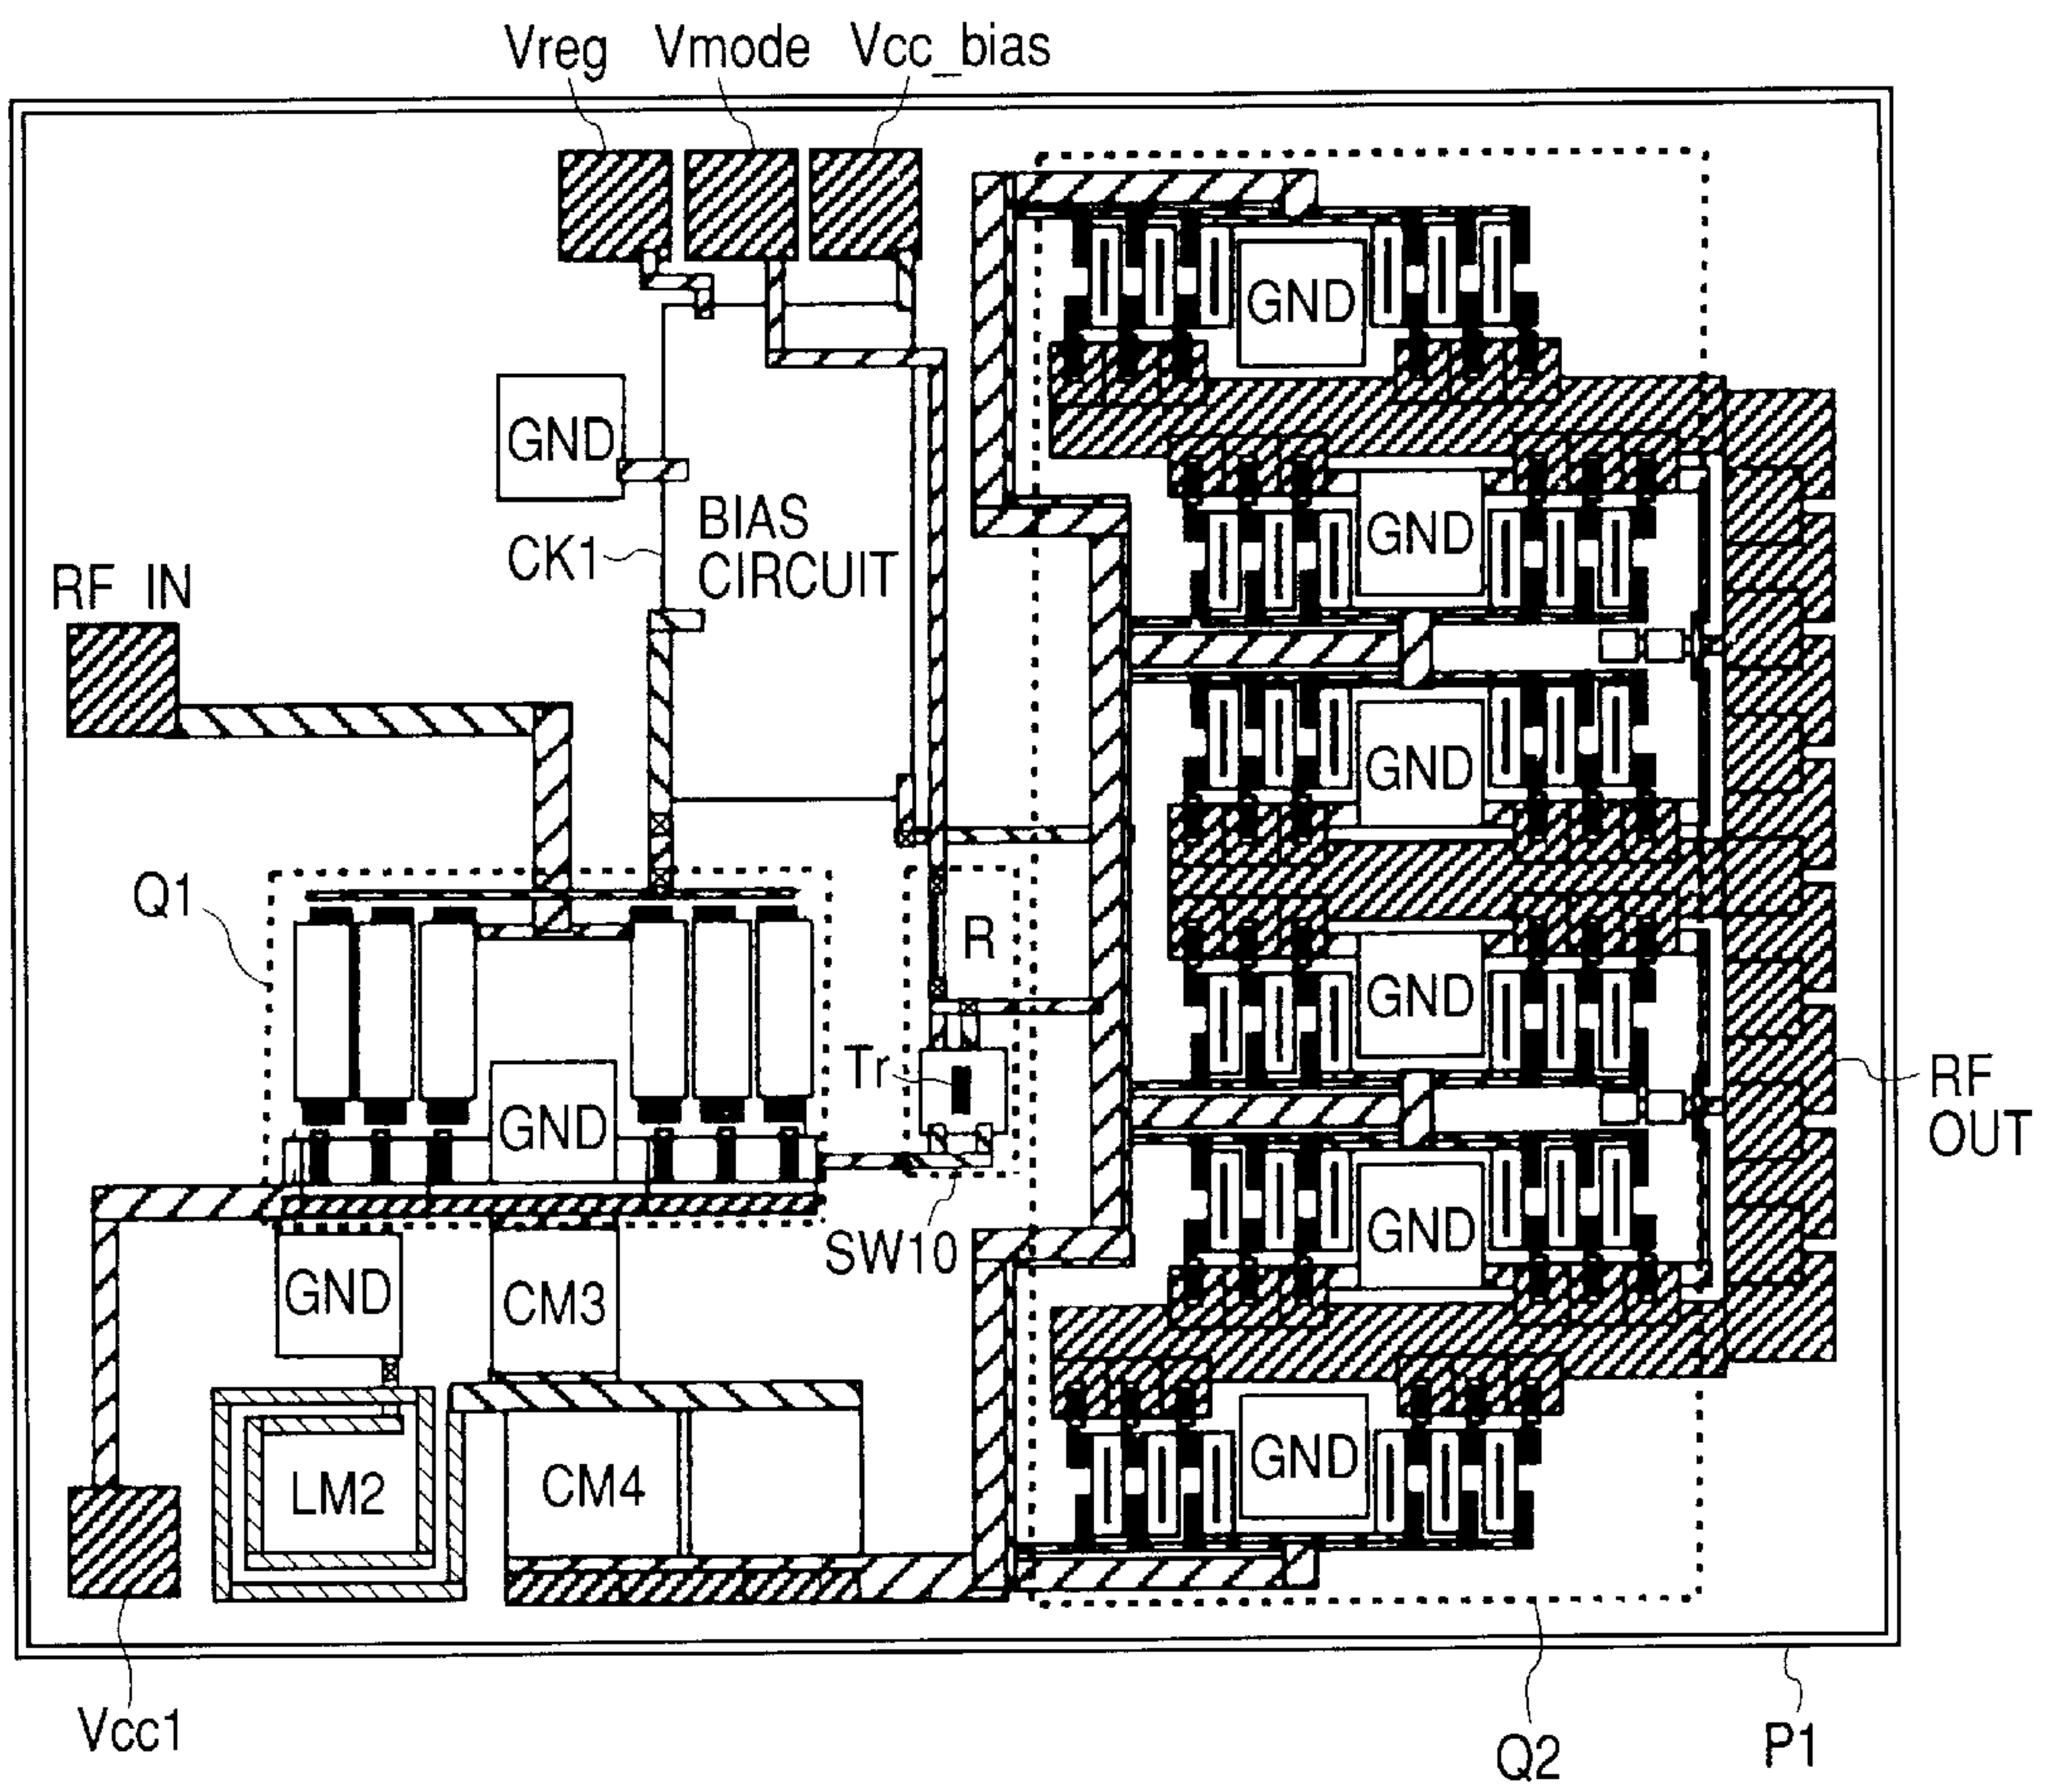 Vreg Vmode Vcc_bias
GND
GND
GND
BIAS
CIRCUIT
CK1
RF IN
GND
Q1
R
GND
Tr
GND
RF
OUT
GND
SW10
GND
CM3
GND
LM2
CM4
Vcc1
Q2
P1